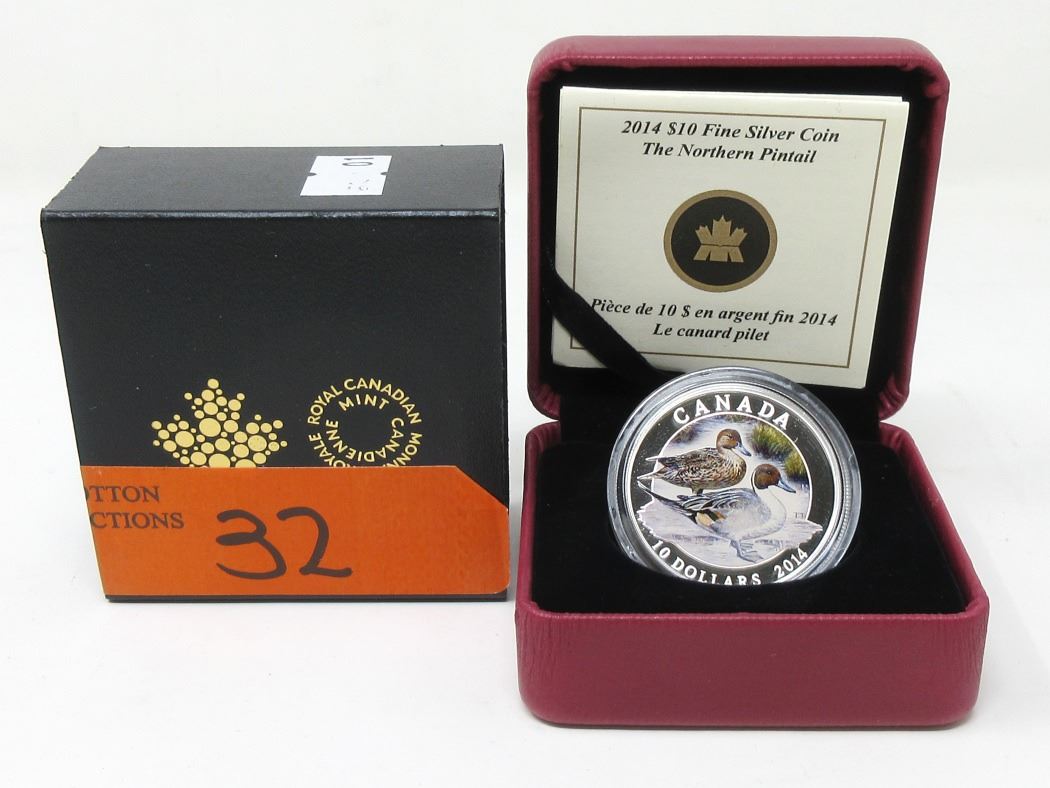 10
ROYAL CANADIAN MINT
MONNAIE ROYALE CANADIENNE
OTTON
CTIONS
32
2014 $10 Fine Silver Coin
The Northern Pintail
Pièce de 10 $ en argent fin 2014
Le canard pilet
CANADA
10 DOLLARS 2014